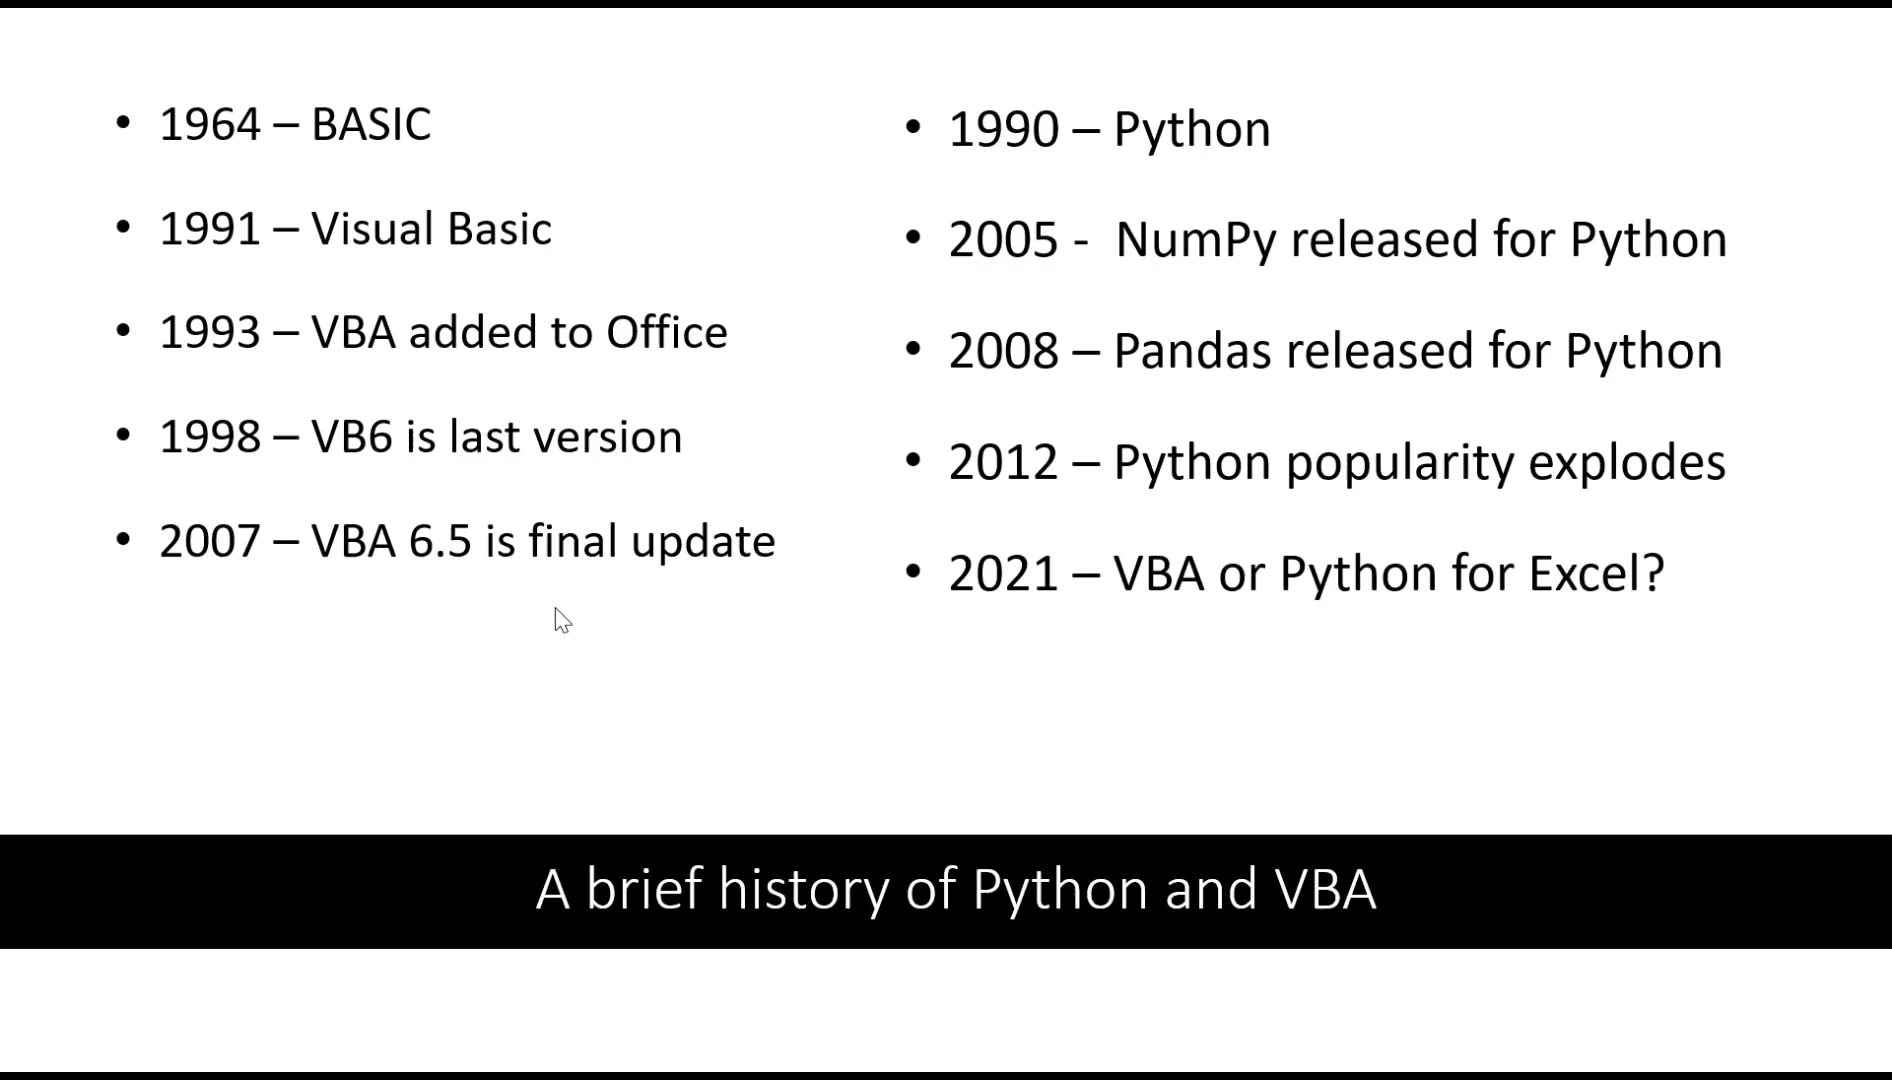 • 1964 – BASIC
• 1991 – Visual Basic
• 1993 – VBA added to Office
• 1998 – VB6 is last version
• 2007 – VBA 6.5 is final update
• 1990 – Python
• 2005 -  NumPy released for Python
• 2008 – Pandas released for Python
• 2012 – Python popularity explodes
• 2021 – VBA or Python for Excel?
A brief history of Python and VBA